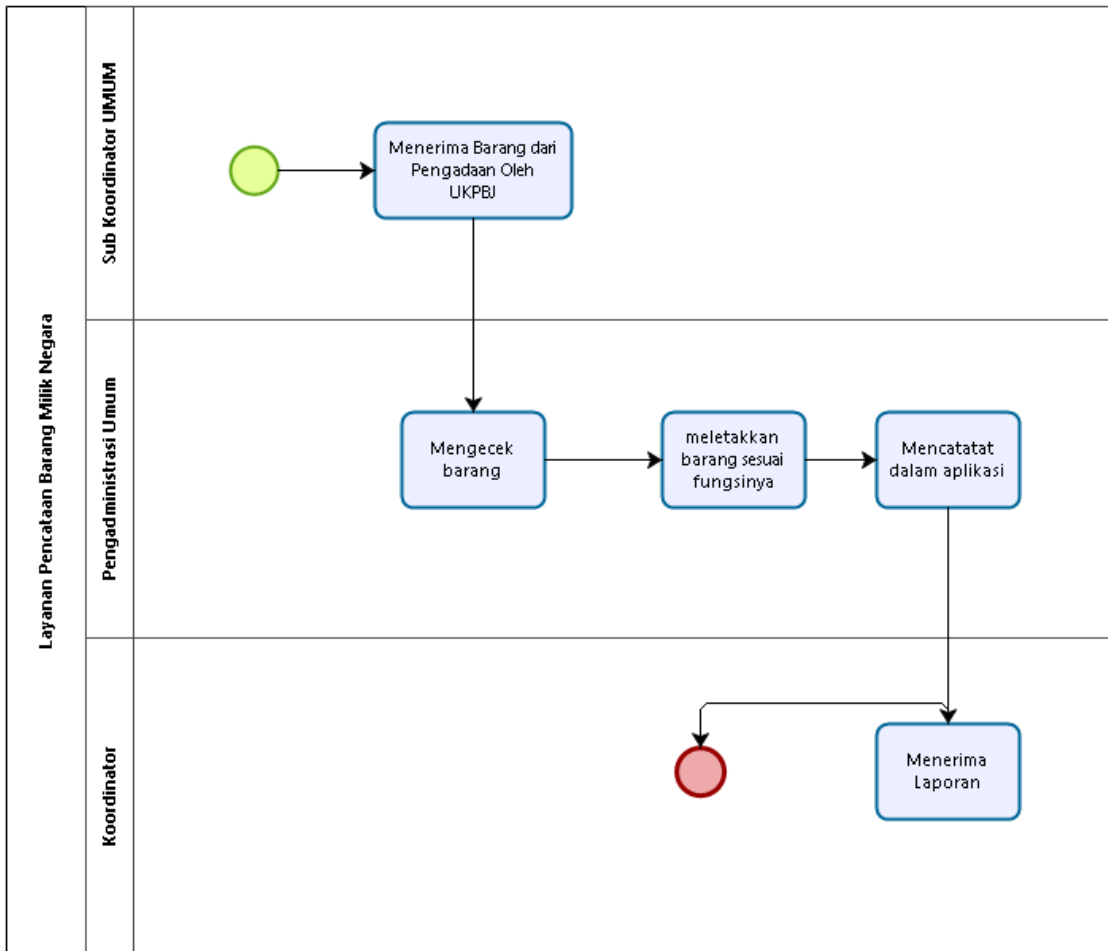 Layanan Pencataan Barang Milik Negara
Sub Koordinator UMUM
Menerima Barang dari
Pengadaan Oleh
UKPBJ
Pengadministrasi Umum
Mengecek
barang
meletakkan
barang sesuai
fungsinya
Mencatatat
dalam aplikasi
Koordinator
Menerima
Laporan